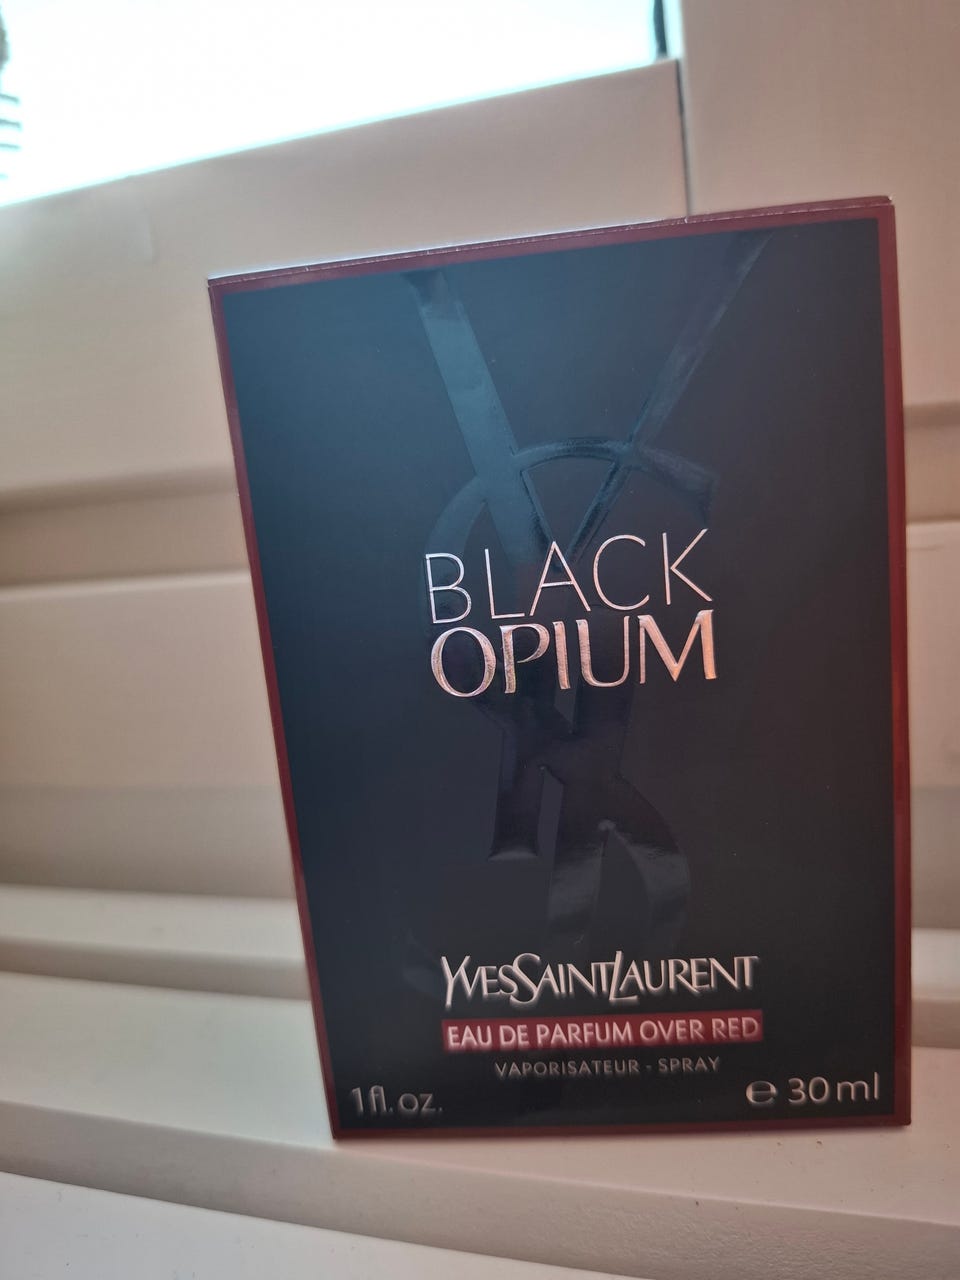 BLACK
OPIUM
YVESSAINTLAURENT
EAU DE PARFUM OVER RED
VAPORISATEUR - SPRAY
1 fl. oz. ℮ 30 ml